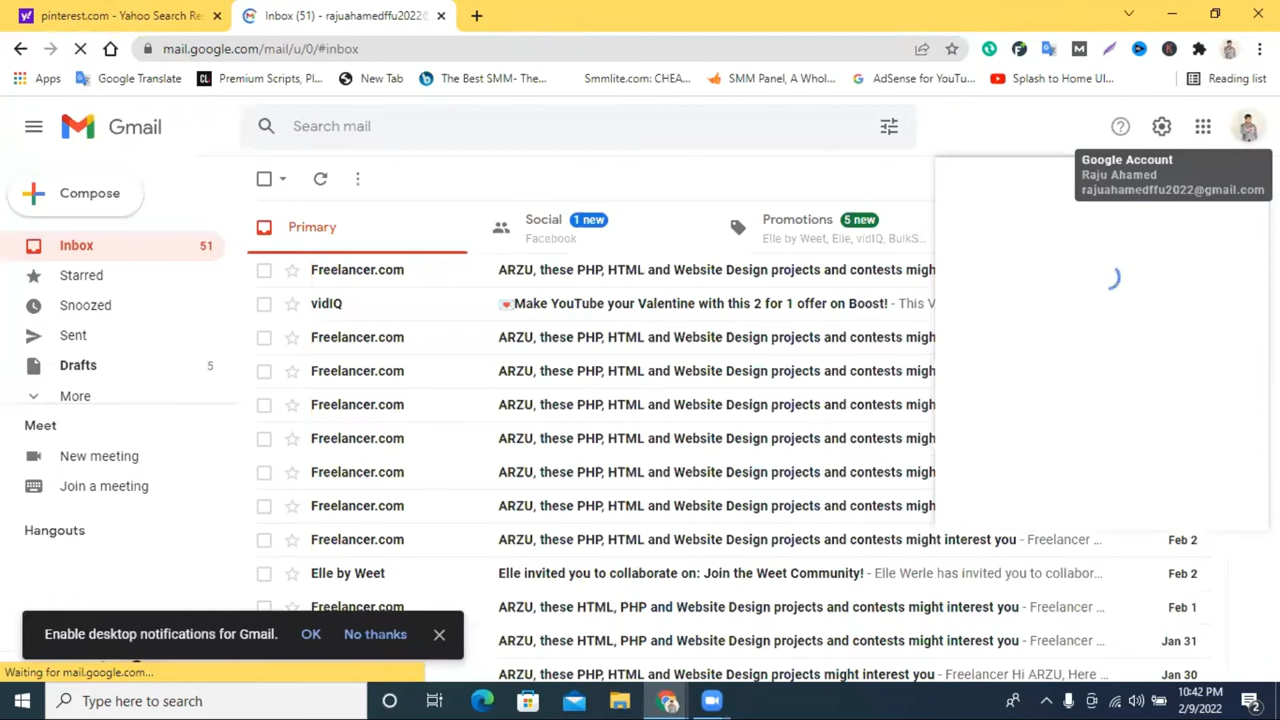 pinterest.com - Yahoo Search Re
Inbox (51) - rajuahamedffu2022@
mail.google.com/mail/u/0/#inbox
Apps
Google Translate
Premium Scripts, Pl...
New Tab
The Best SMM- The...
Smmlite.com: CHEA...
SMM Panel, A Whol...
AdSense for YouTu...
Splash to Home UI...
Reading list
Gmail
Search mail
Google Account
Raju Ahamed
rajuahamedffu2022@gmail.com
Compose
Inbox 51
Starred
Snoozed
Sent
Drafts 5
More
Meet
New meeting
Join a meeting
Hangouts
Primary
Social 1 new
Facebook
Promotions 5 new
Elle by Weet, Elle, vidIQ, BulkS...
Freelancer.com ARZU, these PHP, HTML and Website Design projects and contests migh
vidIQ 💌Make YouTube your Valentine with this 2 for 1 offer on Boost! - This V
Freelancer.com ARZU, these PHP, HTML and Website Design projects and contests migh
Freelancer.com ARZU, these PHP, HTML and Website Design projects and contests migh
Freelancer.com ARZU, these PHP, HTML and Website Design projects and contests migh
Freelancer.com ARZU, these PHP, HTML and Website Design projects and contests migh
Freelancer.com ARZU, these PHP, HTML and Website Design projects and contests migh
Freelancer.com ARZU, these PHP, HTML and Website Design projects and contests migh
Freelancer.com ARZU, these PHP, HTML and Website Design projects and contests might interest you - Freelancer ... Feb 2
Elle by Weet Elle invited you to collaborate on: Join the Weet Community! - Elle Werle has invited you to collabor... Feb 2
Freelancer.com ARZU, these HTML, PHP and Website Design projects and contests might interest you - Freelancer ... Feb 1
ARZU, these HTML, PHP and Website Design projects and contests might interest you - Freelancer ... Jan 31
ARZU, these PHP, HTML and Website Design projects might interest you - Freelancer Hi ARZU, Here ... Jan 30
Enable desktop notifications for Gmail. OK No thanks
Waiting for mail.google.com...
Type here to search
10:42 PM
2/9/2022
2